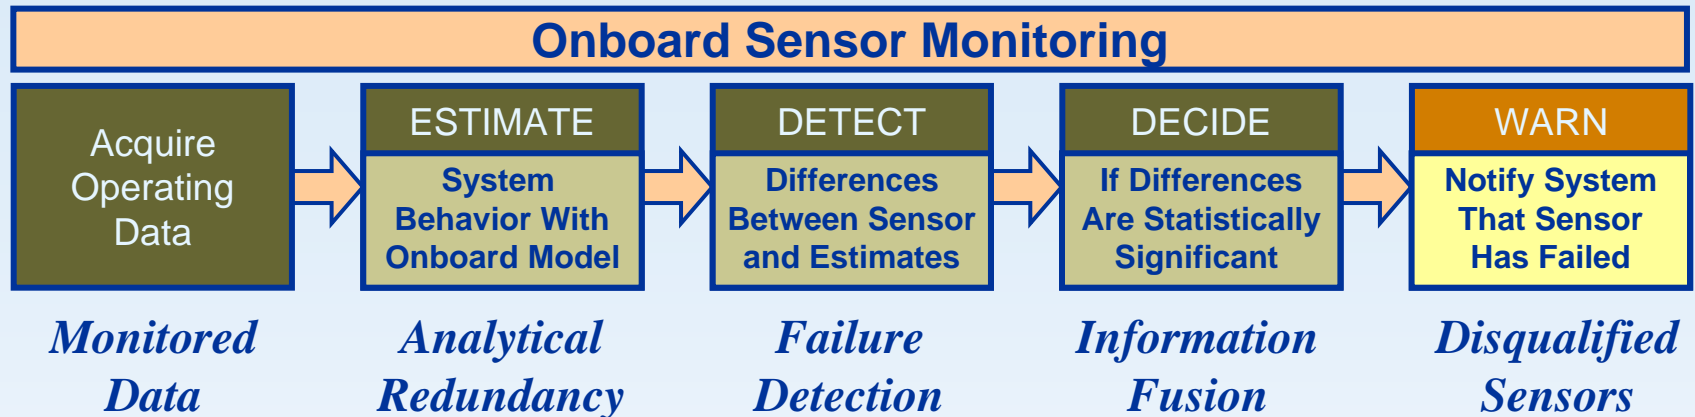 Onboard Sensor Monitoring
Acquire
Operating
Data
ESTIMATE
System
Behavior With
Onboard Model
DETECT
Differences
Between Sensor
and Estimates
DECIDE
If Differences
Are Statistically
Significant
WARN
Notify System
That Sensor
Has Failed
Monitored
Data
Analytical
Redundancy
Failure
Detection
Information
Fusion
Disqualified
Sensors